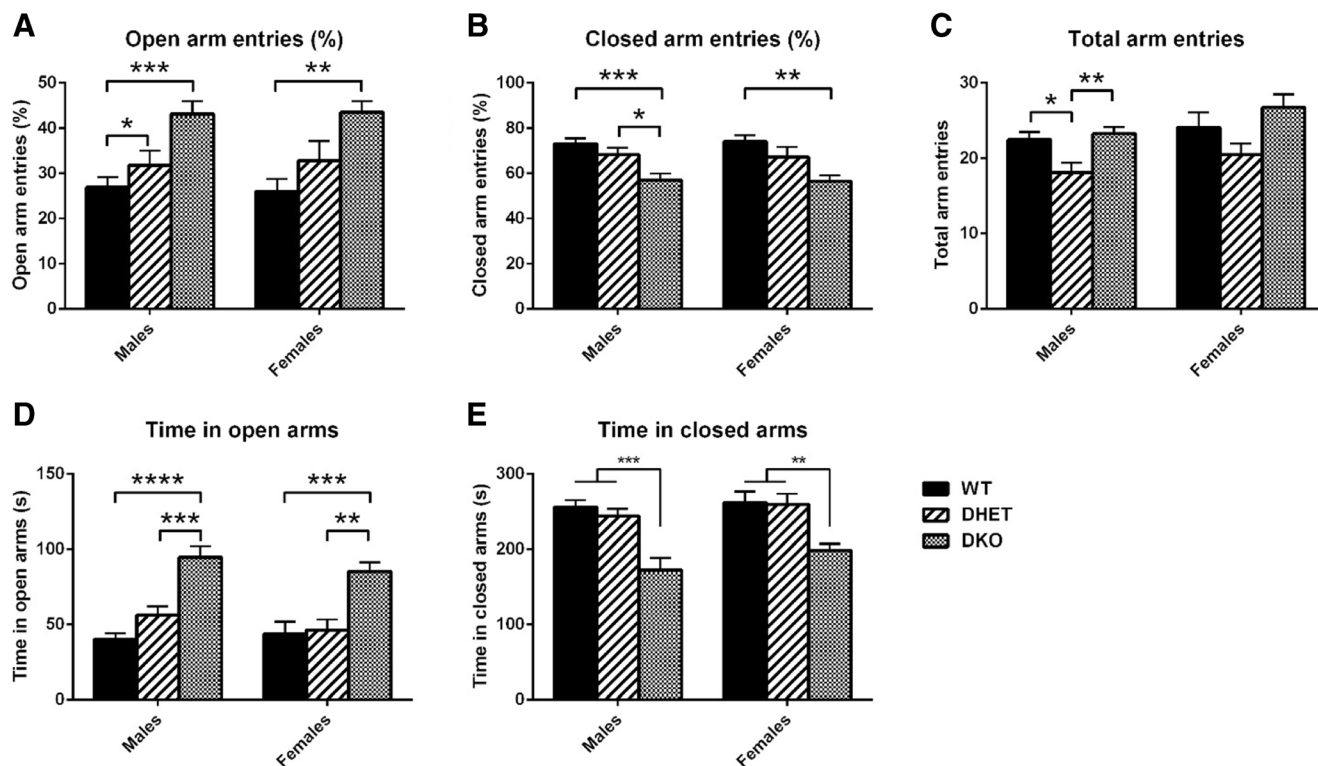 A
Open arm entries (%)
Open arm entries (%)
50
40
30
20
10
0
***
*
**
Males
Females
B
Closed arm entries (%)
Closed arm entries (%)
100
80
60
40
20
0
***
*
**
Males
Females
C
Total arm entries
Total arm entries
30
20
10
0
*
**
Males
Females
D
Time in open arms
Time in open arms (s)
150
100
50
0
****
***
***
**
Males
Females
E
Time in closed arms
Time in closed arms (s)
300
200
100
0
***
**
Males
Females
WT
DHET
DKO